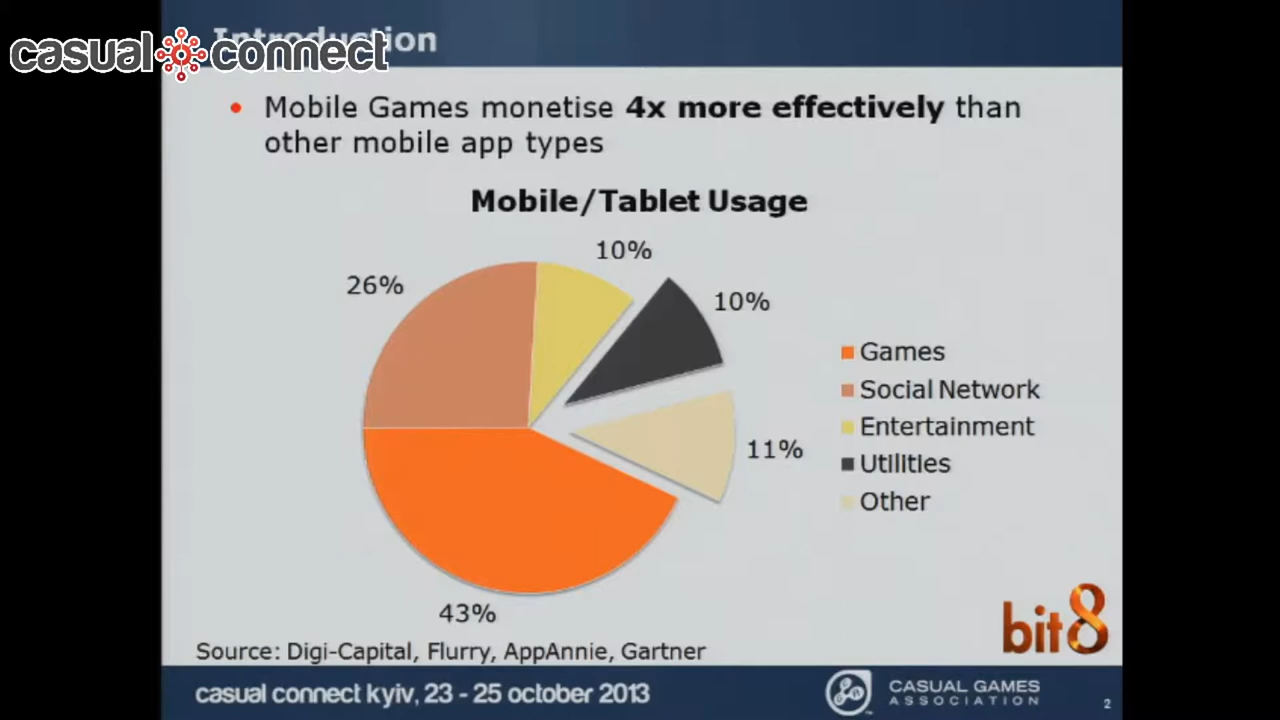 Introduction
casual connect
• Mobile Games monetise 4x more effectively than
other mobile app types
Mobile/Tablet Usage
10%
26%
10%
Games
Social Network
Entertainment
11%
Utilities
Other
43%
bit8
Source: Digi-Capital, Flurry, AppAnnie, Gartner
casual connect kyiv, 23 - 25 october 2013
CASUAL GAMES
ASSOCIATION
2